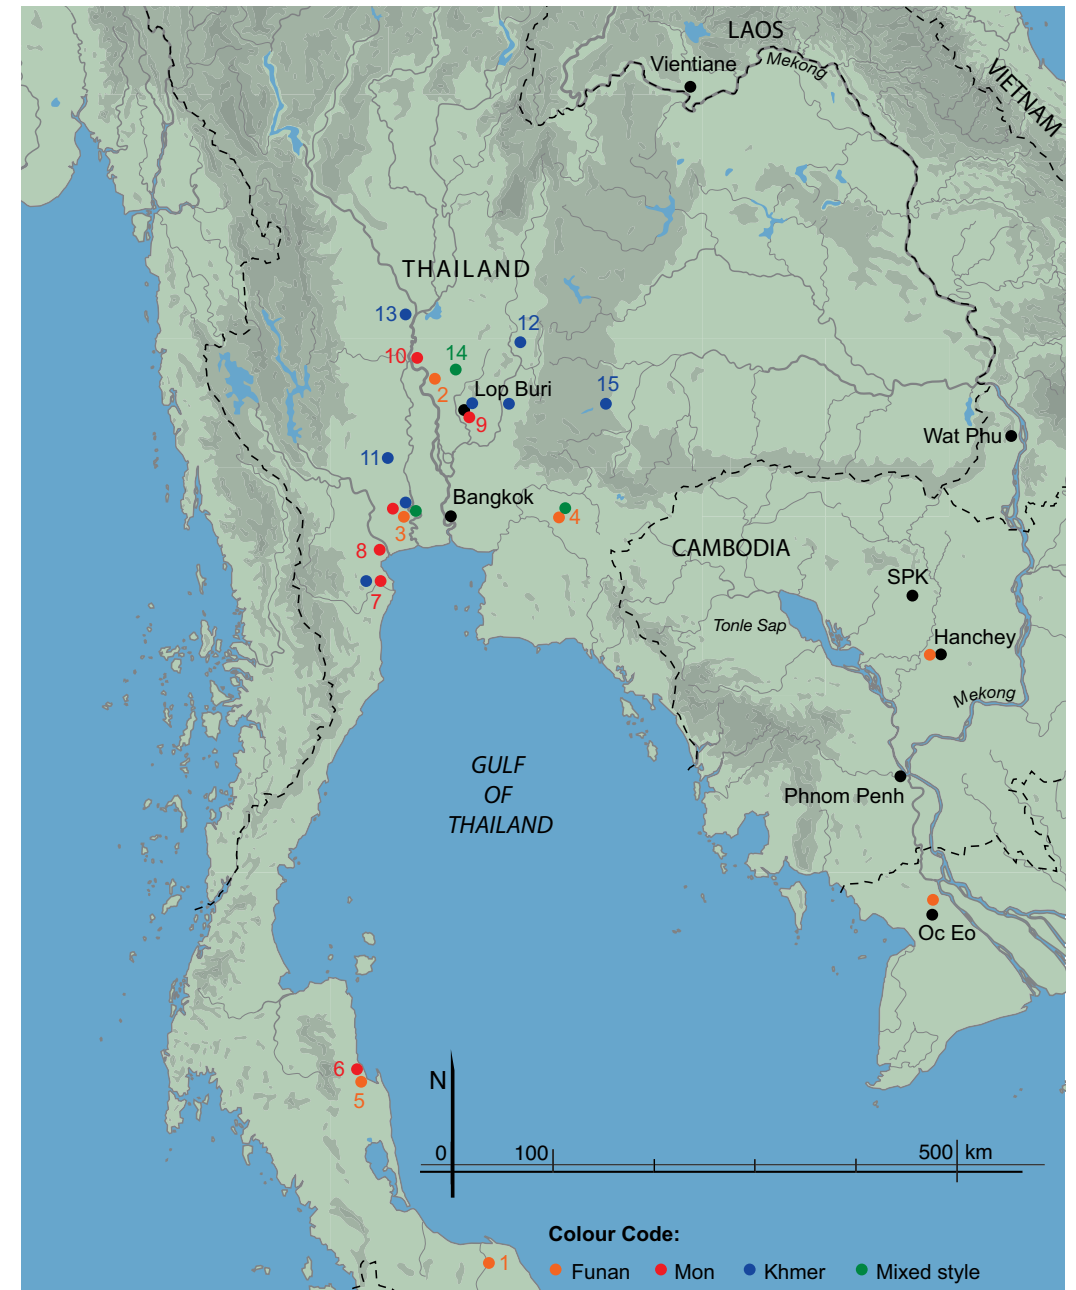 LAOS
Vientiane
Mekong
VIETNAM
THAILAND
13
12
10
14
2
Lop Buri
15
9
Wat Phu
11
Bangkok
4
3
8
CAMBODIA
7
SPK
Tonle Sap
Hanchey
Mekong
GULF
OF
THAILAND
Phnom Penh
Oc Eo
6
5
N
0
100
500 km
Colour Code:
1
Funan
Mon
Khmer
Mixed style